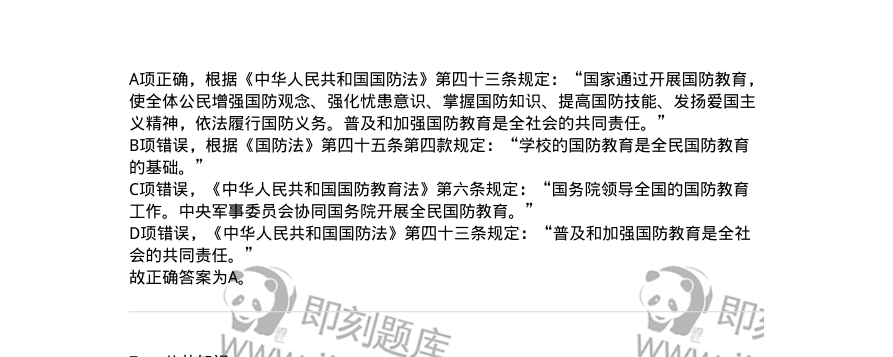 A项正确，根据《中华人民共和国国防法》第四十三条规定：“国家通过开展国防教育，
使全体公民增强国防观念、强化忧患意识、掌握国防知识、提高国防技能、发扬爱国主
义精神，依法履行国防义务。普及和加强国防教育是全社会的共同责任。”
B项错误，根据《国防法》第四十五条第四款规定：“学校的国防教育是全民国防教育
的基础。”
C项错误，《中华人民共和国国防教育法》第六条规定：“国务院领导全国的国防教育
工作。中央军事委员会协同国务院开展全民国防教育。”
D项错误，《中华人民共和国国防法》第四十三条规定：“普及和加强国防教育是全社
会的共同责任。”
故正确答案为A。
即刻题库
即刻